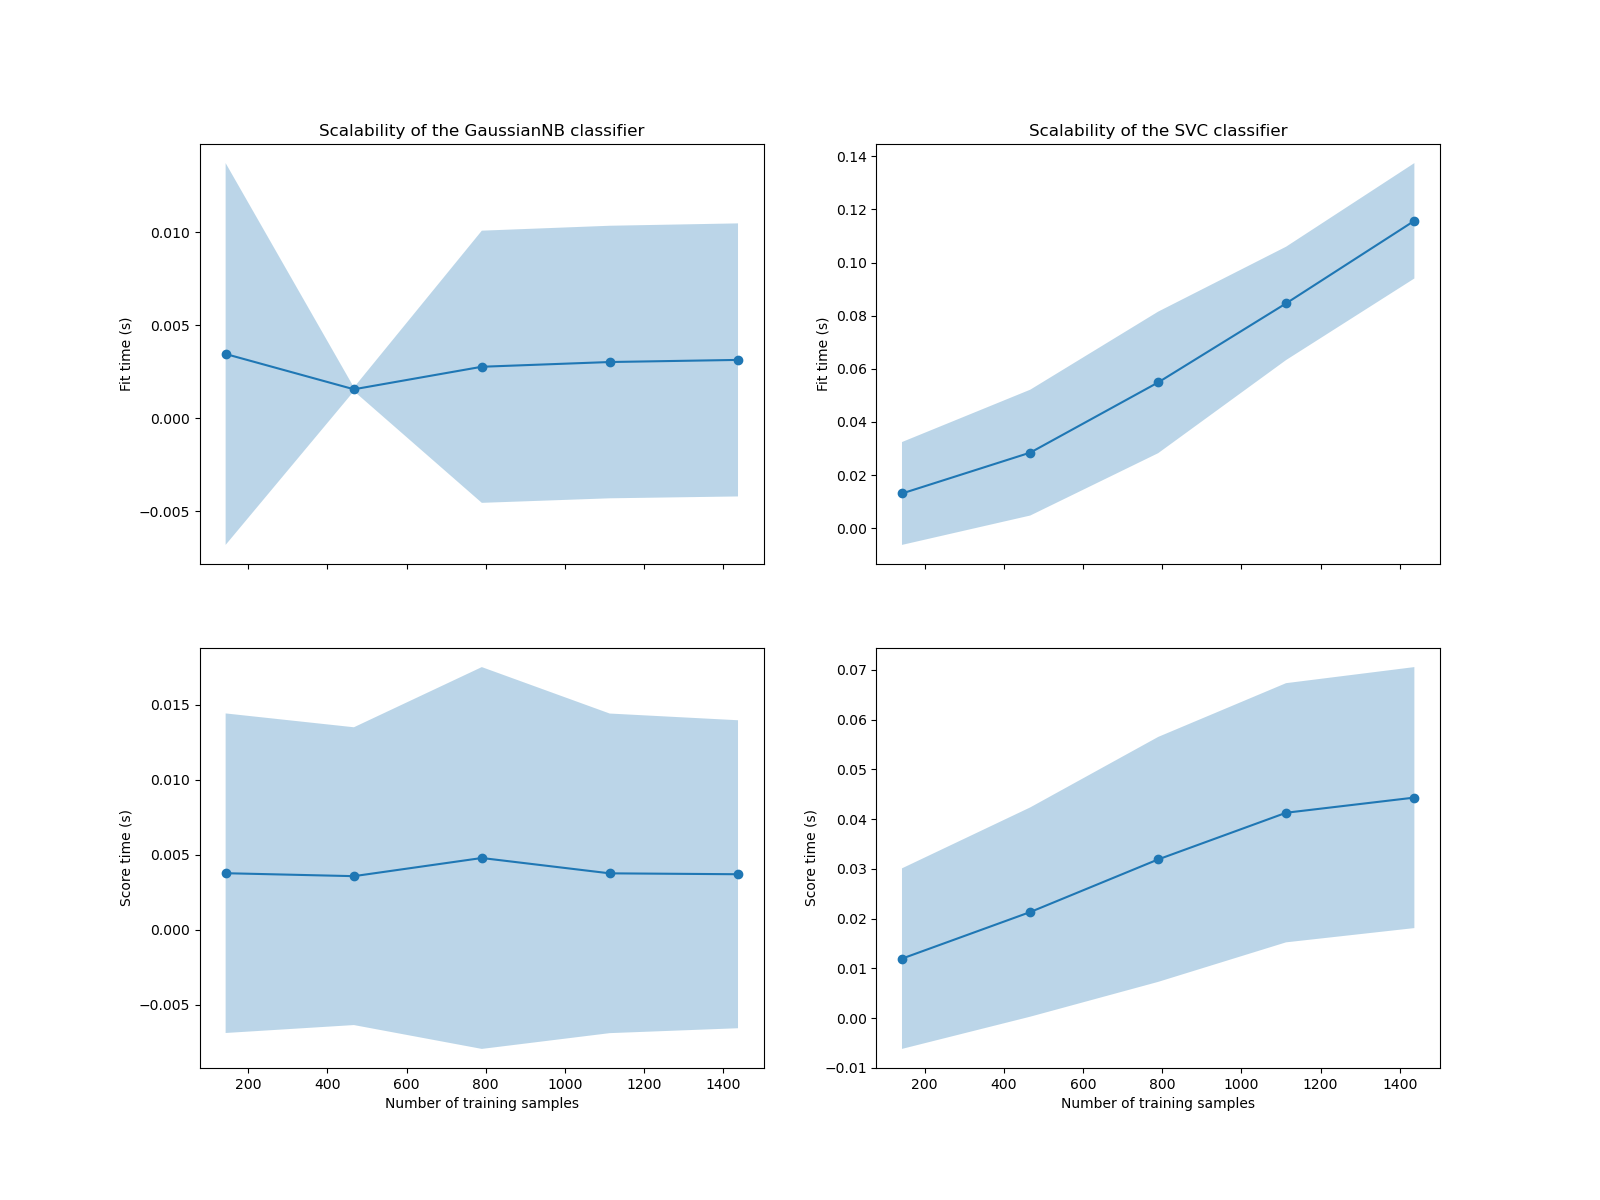 Scalability of the GaussianNB classifier
Fit time (s)
0.010
0.005
0.000
−0.005
Scalability of the SVC classifier
Fit time (s)
0.14
0.12
0.10
0.08
0.06
0.04
0.02
0.00
Score time (s)
0.015
0.010
0.005
0.000
−0.005
200 400 600 800 1000 1200 1400
Number of training samples
Score time (s)
0.07
0.06
0.05
0.04
0.03
0.02
0.01
0.00
−0.01
200 400 600 800 1000 1200 1400
Number of training samples